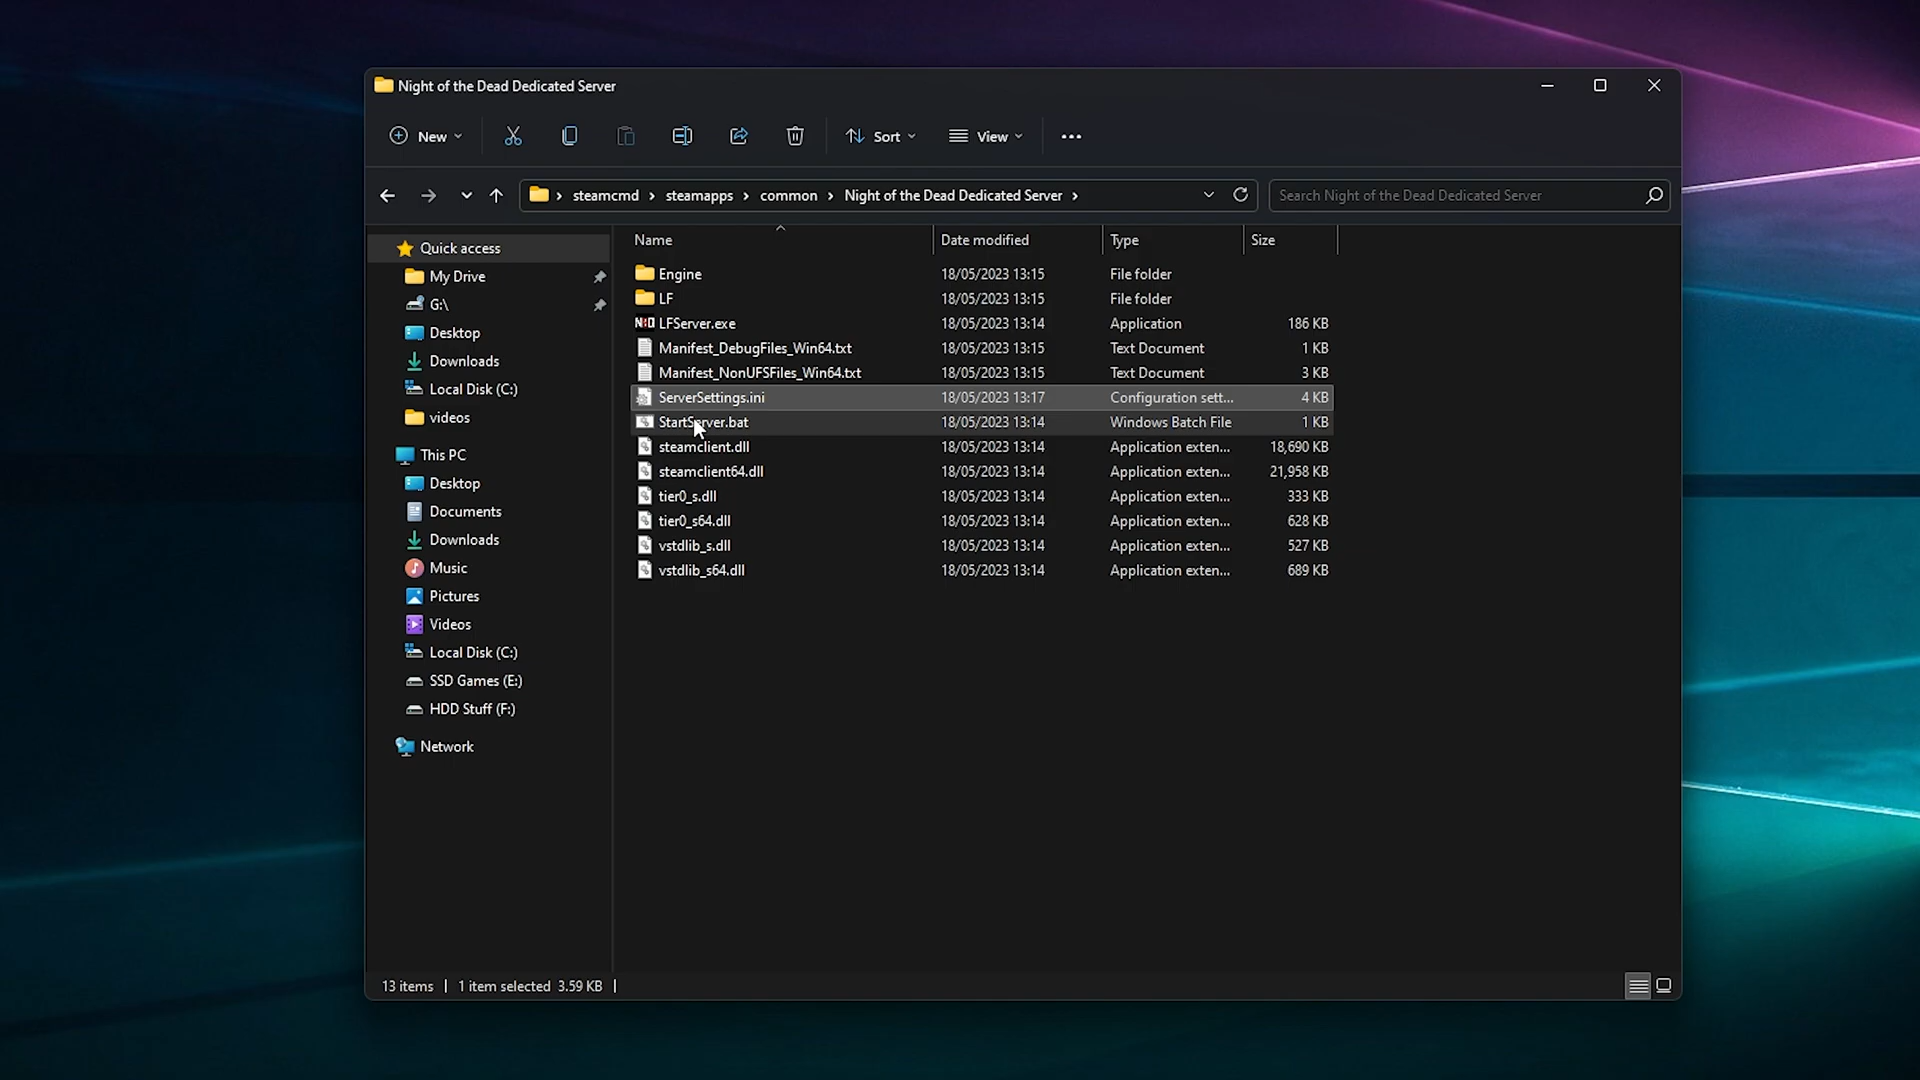 Night of the Dead Dedicated Server
New
Sort
View
steamcmd > steamapps > common > Night of the Dead Dedicated Server >
Search Night of the Dead Dedicated Server
Quick access
My Drive
G:\
Desktop
Downloads
Local Disk (C:)
videos
This PC
Desktop
Documents
Downloads
Music
Pictures
Videos
Local Disk (C:)
SSD Games (E:)
HDD Stuff (F:)
Network
Name Date modified Type Size
Engine 18/05/2023 13:15 File folder
LF 18/05/2023 13:15 File folder
LFServer.exe 18/05/2023 13:14 Application 186 KB
Manifest_DebugFiles_Win64.txt 18/05/2023 13:15 Text Document 1 KB
Manifest_NonUFSFiles_Win64.txt 18/05/2023 13:15 Text Document 3 KB
ServerSettings.ini 18/05/2023 13:17 Configuration sett... 4 KB
StartServer.bat 18/05/2023 13:14 Windows Batch File 1 KB
steamclient.dll 18/05/2023 13:14 Application exten... 18,690 KB
steamclient64.dll 18/05/2023 13:14 Application exten... 21,958 KB
tier0_s.dll 18/05/2023 13:14 Application exten... 333 KB
tier0_s64.dll 18/05/2023 13:14 Application exten... 628 KB
vstdlib_s.dll 18/05/2023 13:14 Application exten... 527 KB
vstdlib_s64.dll 18/05/2023 13:14 Application exten... 689 KB
13 items | 1 item selected 3.59 KB |